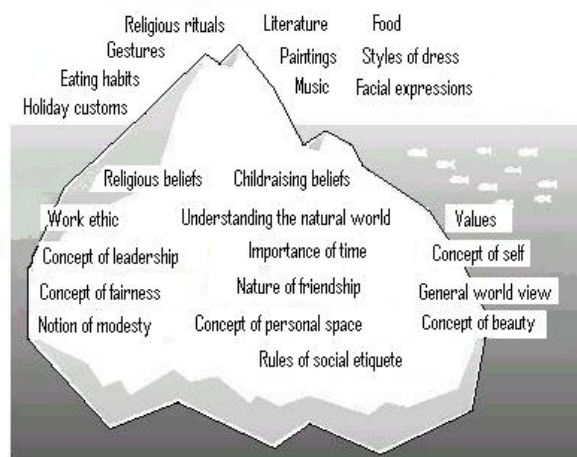 Religious rituals Literature Food
Gestures Paintings Styles of dress
Eating habits Music Facial expressions
Holiday customs
Religious beliefs Childraising beliefs
Work ethic Understanding the natural world Values
Concept of leadership Importance of time Concept of self
Concept of fairness Nature of friendship General world view
Notion of modesty Concept of personal space Concept of beauty
Rules of social etiquete